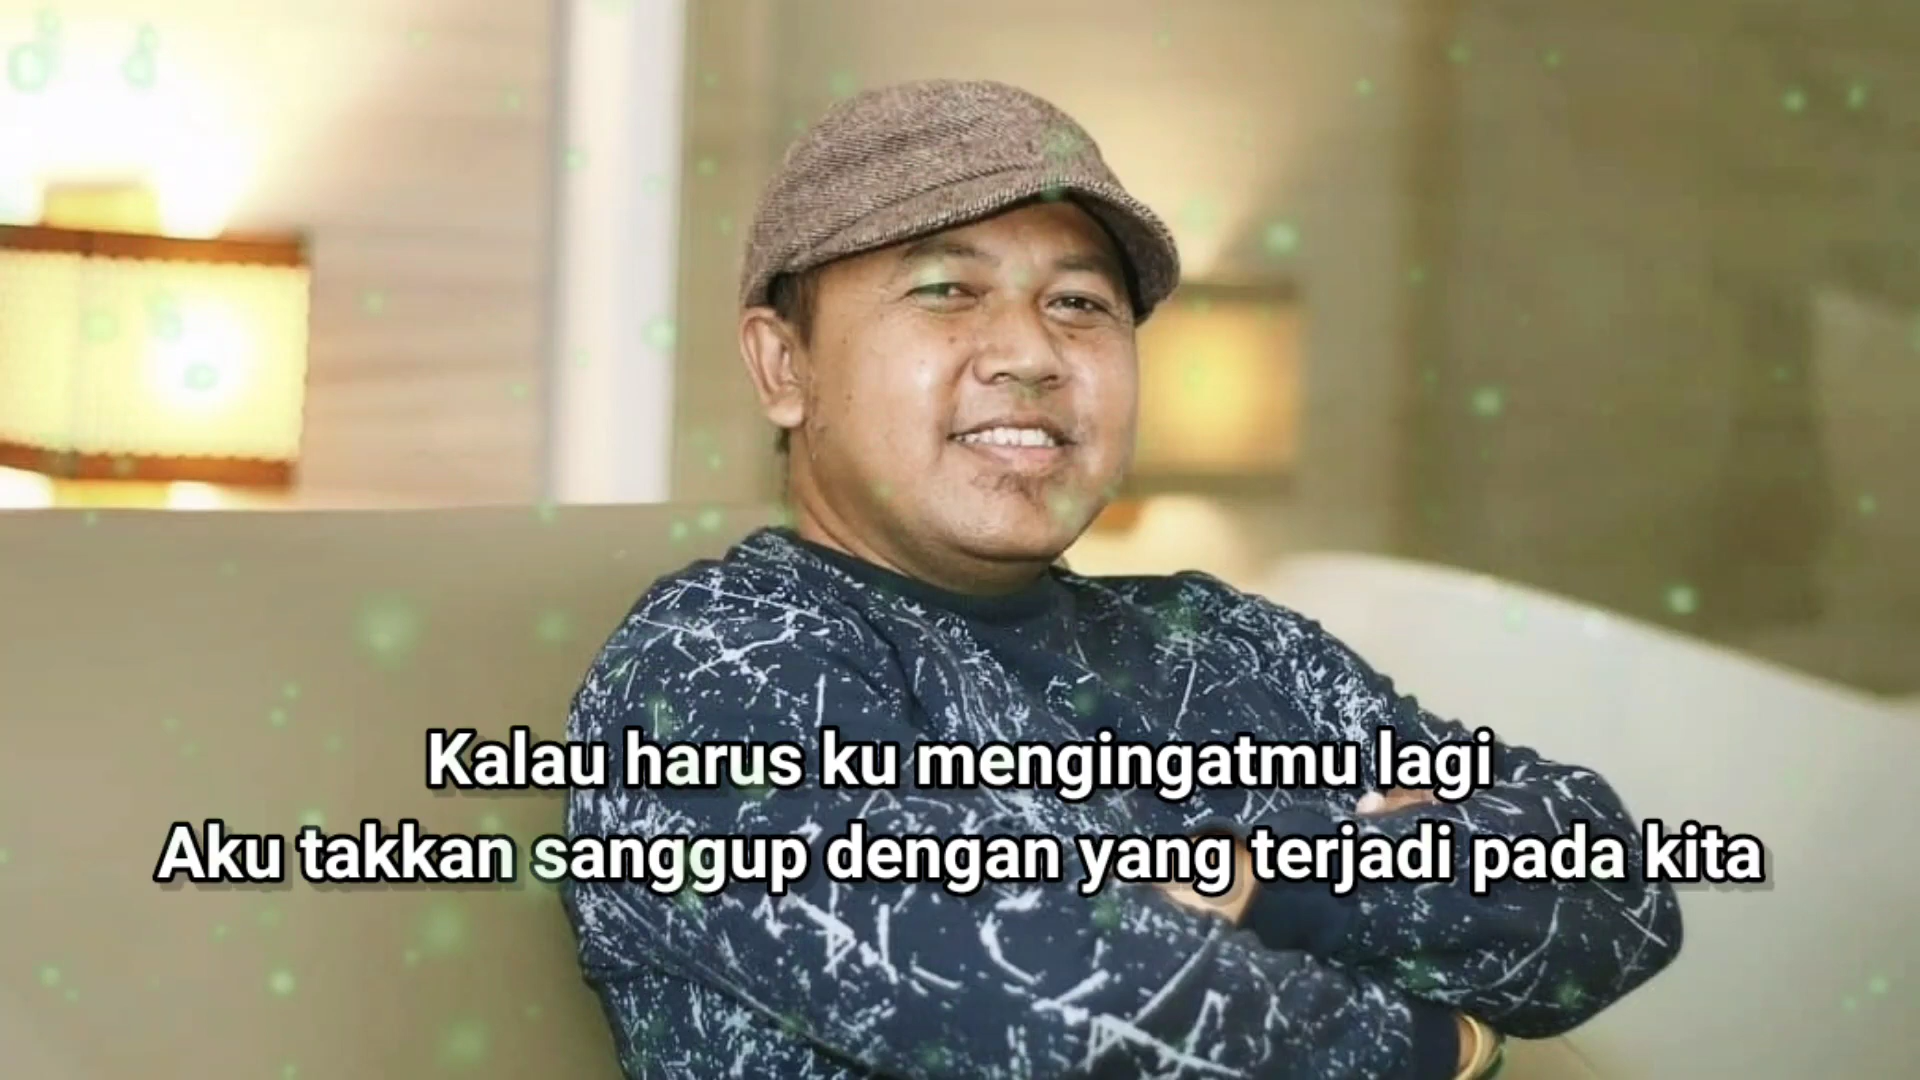 Kalau harus ku mengingatmu lagi
Aku takkan sanggup dengan yang terjadi pada kita